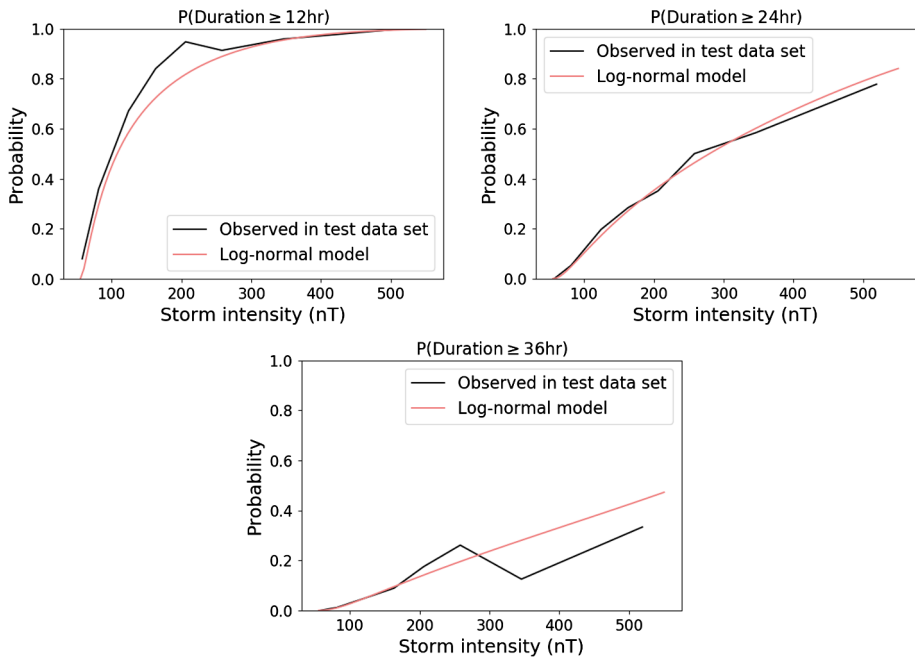 P(Duration ≥ 12hr)
1.0
0.8
0.6
0.4
0.2
0.0
Probability
Observed in test data set
Log-normal model
100 200 300 400 500
Storm intensity (nT)
P(Duration ≥ 24hr)
1.0
0.8
0.6
0.4
0.2
0.0
Probability
Observed in test data set
Log-normal model
100 200 300 400 500
Storm intensity (nT)
P(Duration ≥ 36hr)
1.0
0.8
0.6
0.4
0.2
0.0
Probability
Observed in test data set
Log-normal model
100 200 300 400 500
Storm intensity (nT)